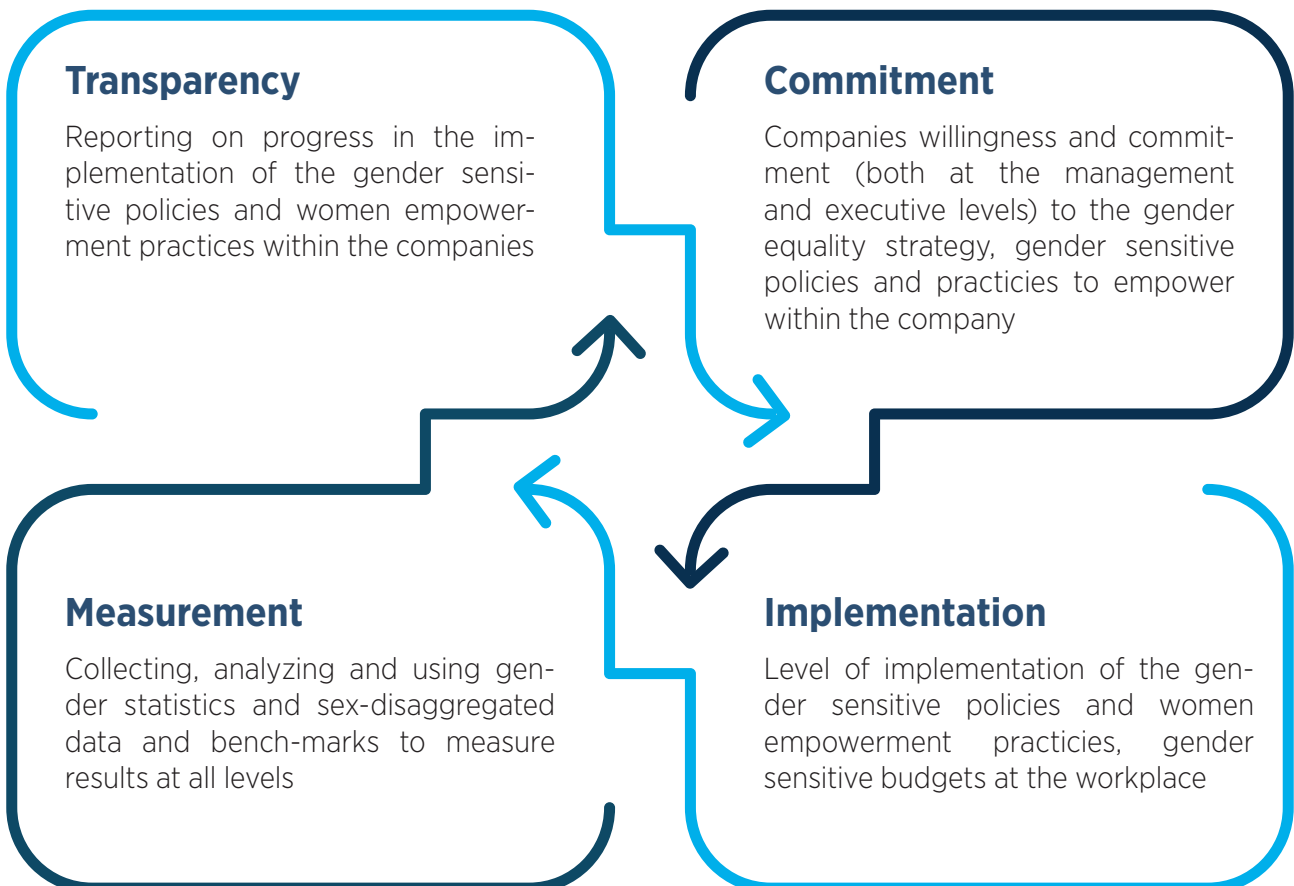 Transparency
Reporting on progress in the im-
plementation of the gender sensi-
tive policies and women empower-
ment practices within the companies
Commitment
Companies willingness and commit-
ment (both at the management
and executive levels) to the gender
equality strategy, gender sensitive
policies and practicies to empower
within the company
Measurement
Collecting, analyzing and using gen-
der statistics and sex-disaggregated
data and bench-marks to measure
results at all levels
Implementation
Level of implementation of the gen-
der sensitive policies and women
empowerment practicies, gender
sensitive budgets at the workplace